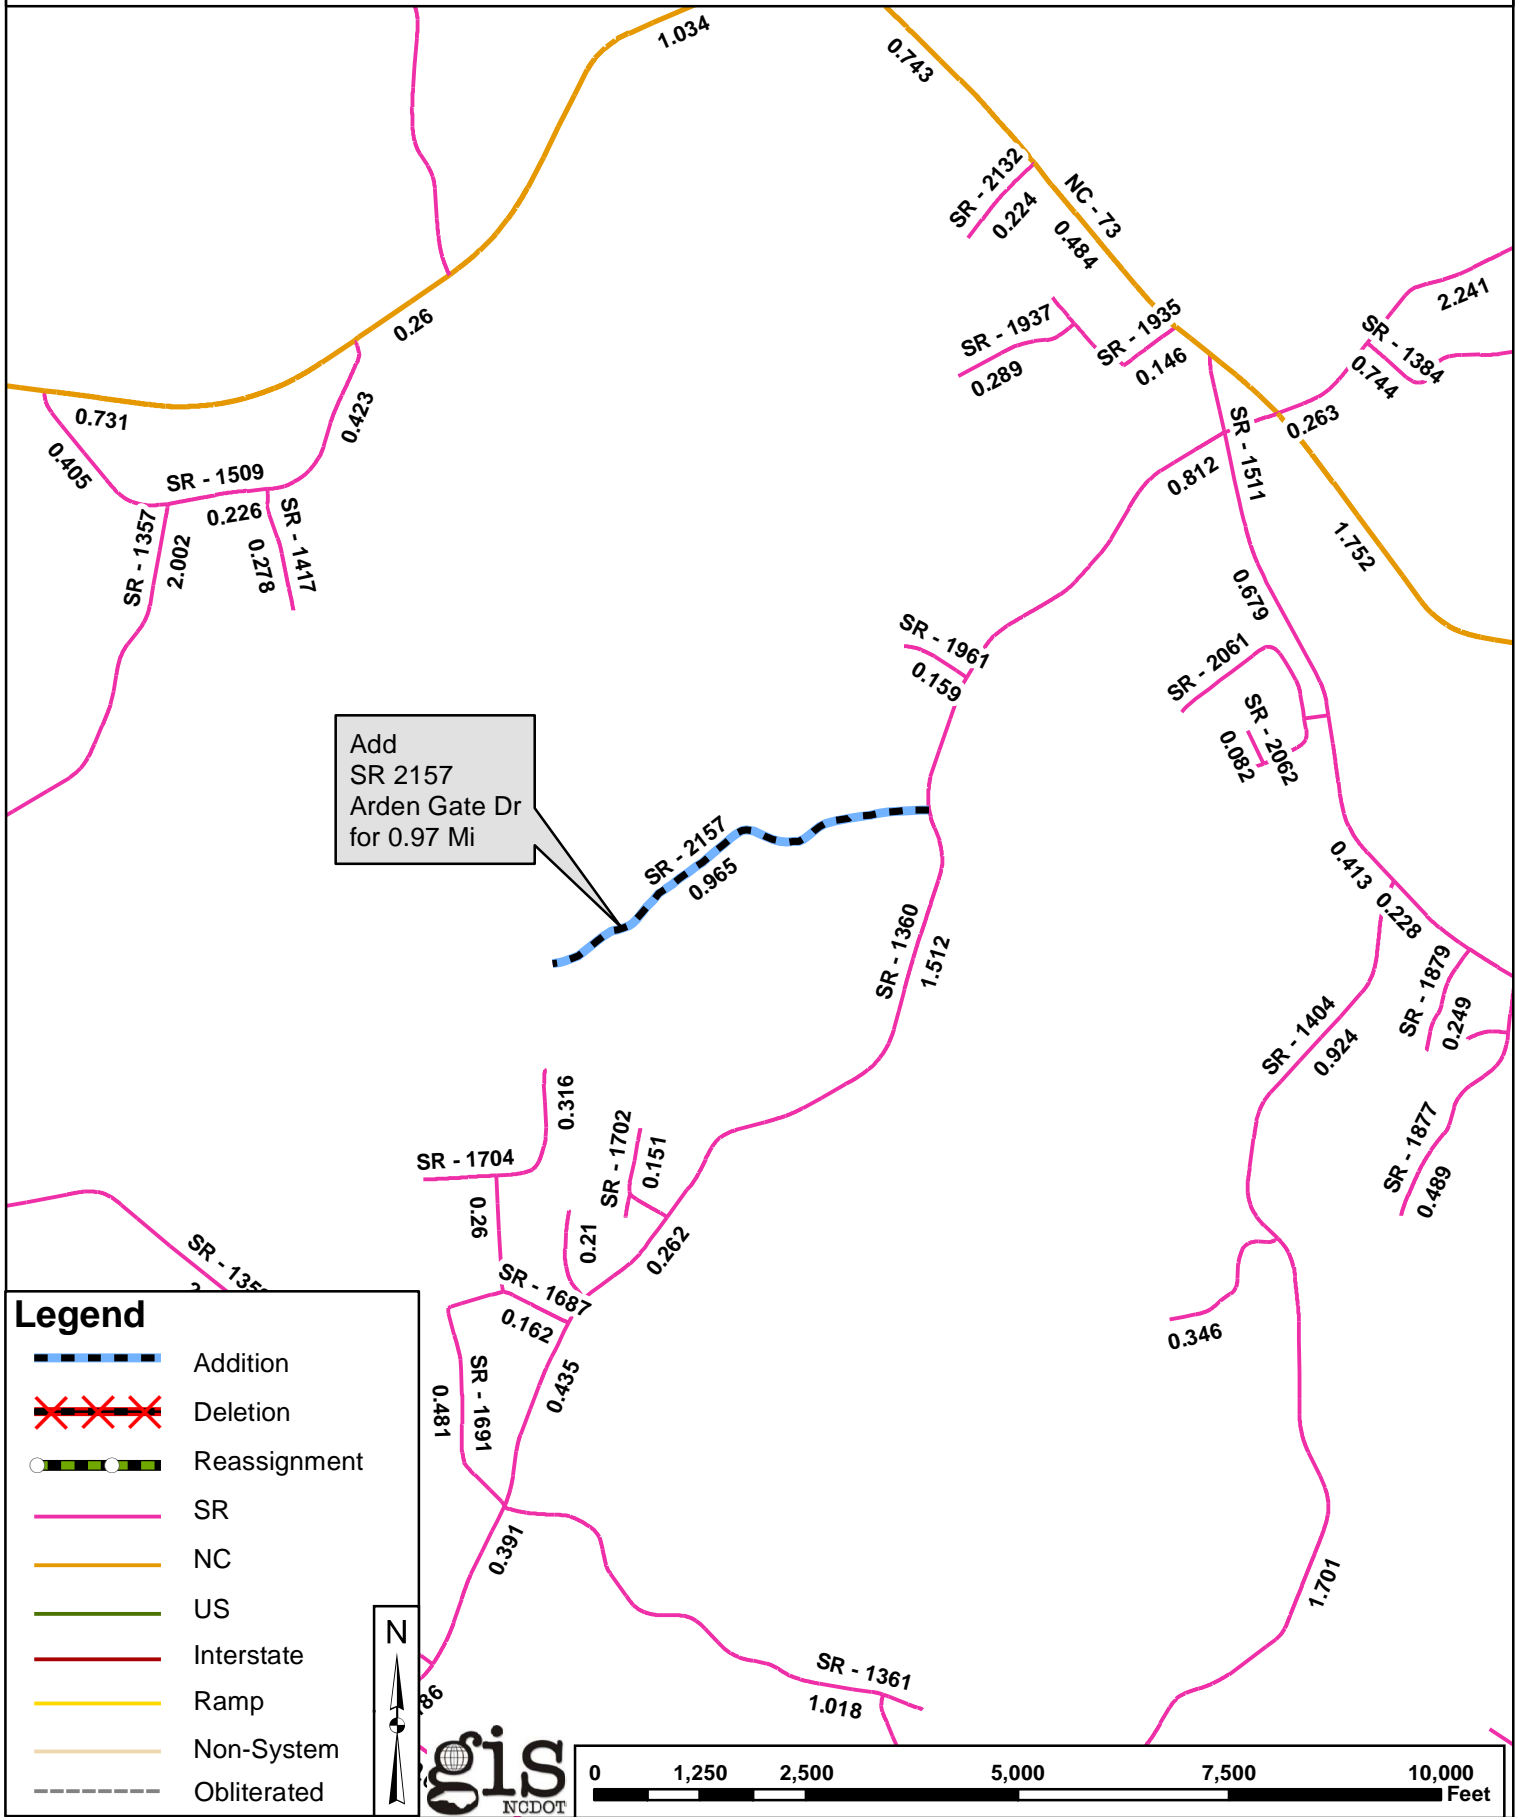 1.034
0.743
SR - 2132
0.224
NC - 73
0.484
2.241
0.26
SR - 1937
0.289
SR - 1935
0.146
SR - 1384
0.744
0.731
0.423
0.405
SR - 1509
0.226
SR - 1357
2.002
0.278
SR - 1417
0.263
SR - 1511
0.812
1.752
0.679
SR - 1961
0.159
SR - 2061
SR - 2062
0.082
Add
SR 2157
Arden Gate Dr
for 0.97 Mi
SR - 2157
0.965
0.413
0.228
SR - 1360
1.512
SR - 1879
0.249
SR - 1404
0.924
0.316
SR - 1702
0.151
SR - 1704
SR - 1877
0.489
0.26
0.21
0.262
SR - 1687
0.162
0.346
0.435
SR - 1691
0.481
0.391
1.701
SR - 1361
1.018
Legend
Addition
Deletion
Reassignment
SR
NC
US
Interstate
Ramp
Non-System
Obliterated
N
gis
NCDOT
0 1,250 2,500 5,000 7,500 10,000
Feet